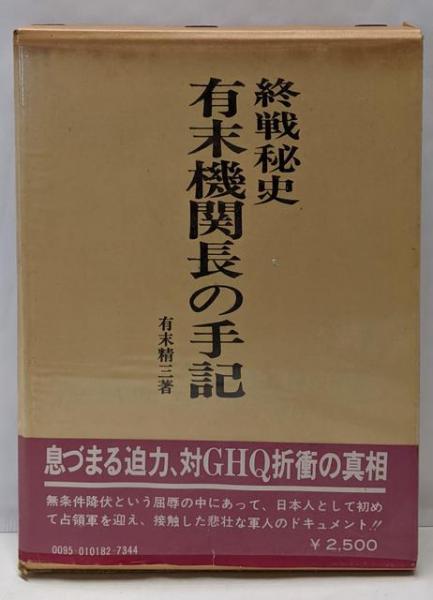 終戦秘史
有末機関長の手記
有末精三著
息づまる迫力、対GHQ折衝の真相
無条件降伏という屈辱の中にあって、日本人として初め
て占領軍を迎え、接触した悲壮な軍人のドキュメント!!
0095-010182-7344
¥2,500